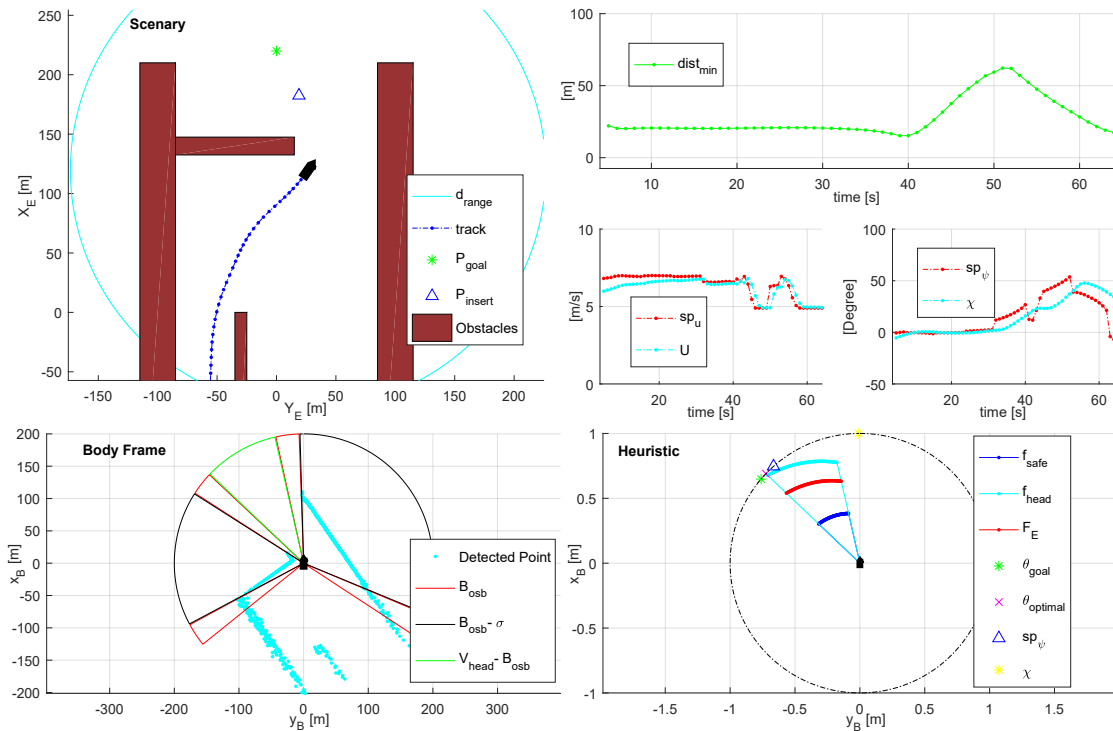 Scenary
250
200
150
100
50
0
-50
X_E [m]
-150
-100
-50
0
50
100
150
200
Y_E [m]
d_range
track
P_goal
P_insert
Obstacles
100
50
0
[m]
dist_min
10
20
30
40
50
60
time [s]
10
5
0
[m/s]
sp_u
U
20
40
60
time [s]
100
50
0
-50
[Degree]
sp_ψ
χ
20
40
60
time [s]
Body Frame
200
150
100
50
0
-50
-100
-150
-200
x_B [m]
-300
-200
-100
0
100
200
300
y_B [m]
Detected Point
B_osb
B_osb - σ
V_head - B_osb
Heuristic
1
0.5
0
-0.5
-1
x_B [m]
-1.5
-1
-0.5
0
0.5
1
1.5
y_B [m]
f_safe
f_head
F_E
θ_goal
θ_optimal
sp_ψ
χ